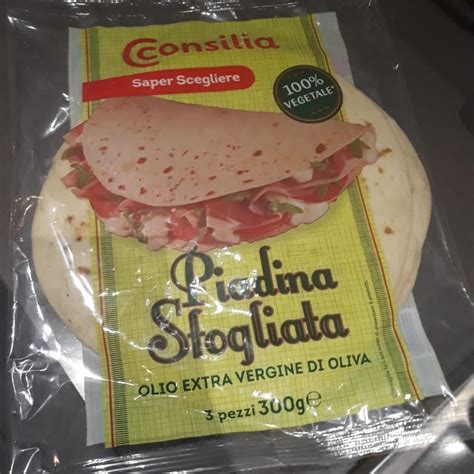 Consilia
Saper Scegliere
100%
VEGETALE*
Piadina
Sfogliata
OLIO EXTRA VERGINE DI OLIVA
3 pezzi 300g e